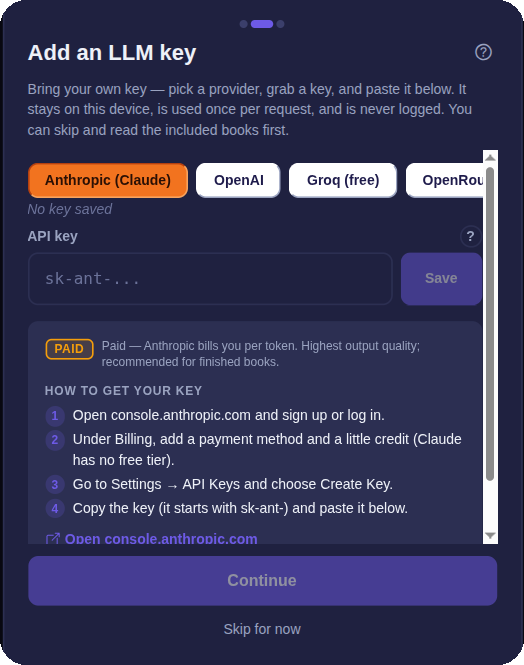 Add an LLM key
?
Bring your own key — pick a provider, grab a key, and paste it below. It
stays on this device, is used once per request, and is never logged. You
can skip and read the included books first.
Anthropic (Claude) OpenAI Groq (free) OpenRou
No key saved
API key ?
sk-ant-... Save
PAID Paid — Anthropic bills you per token. Highest output quality;
recommended for finished books.
HOW TO GET YOUR KEY
1 Open console.anthropic.com and sign up or log in.
2 Under Billing, add a payment method and a little credit (Claude
has no free tier).
3 Go to Settings → API Keys and choose Create Key.
4 Copy the key (it starts with sk-ant-) and paste it below.
Open console.anthropic.com
Continue
Skip for now